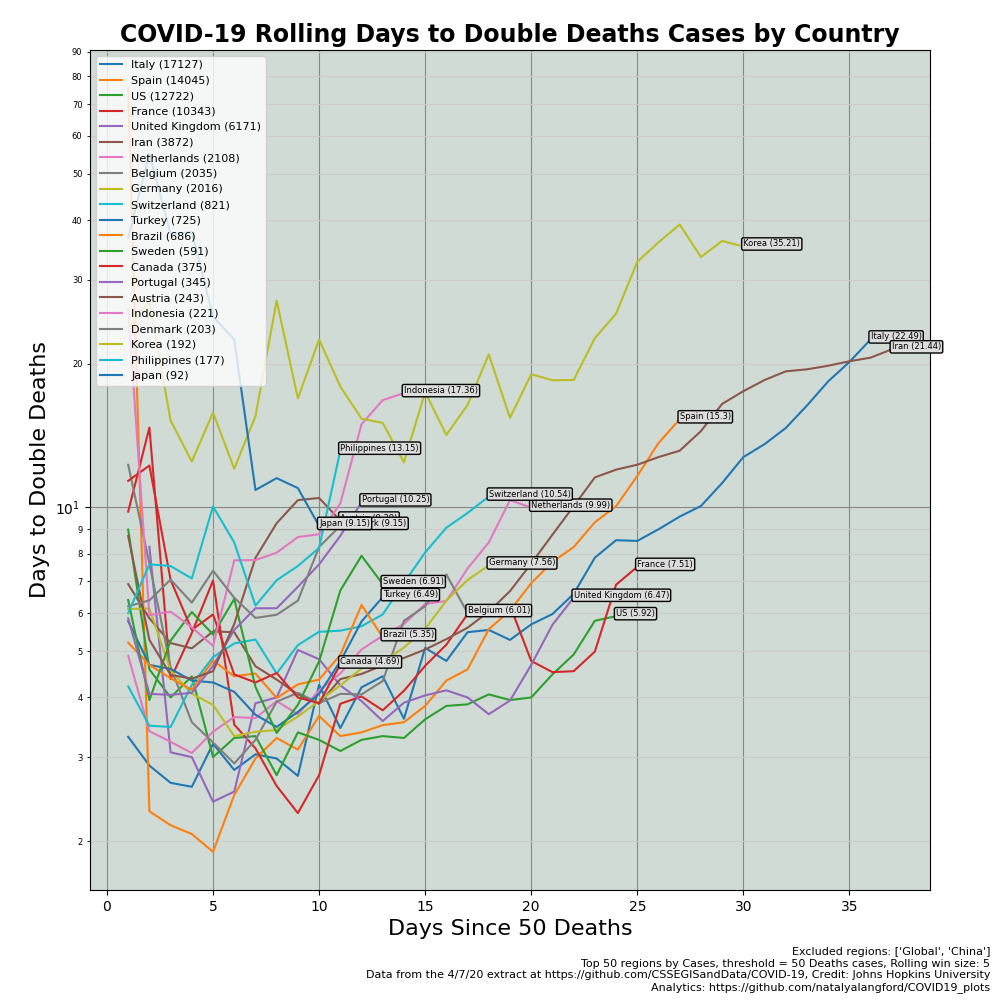 COVID-19 Rolling Days to Double Deaths Cases by Country
Days to Double Deaths
90
80
70
60
50
40
30
20
10¹
9
8
7
6
5
4
3
2
Italy (17127)
Spain (14045)
US (12722)
France (10343)
United Kingdom (6171)
Iran (3872)
Netherlands (2108)
Belgium (2035)
Germany (2016)
Switzerland (821)
Turkey (725)
Brazil (686)
Sweden (591)
Canada (375)
Portugal (345)
Austria (243)
Indonesia (221)
Denmark (203)
Korea (192)
Philippines (177)
Japan (92)
Korea (35.21)
Italy (22.49)
Iran (21.44)
Indonesia (17.36)
Spain (15.3)
Philippines (13.15)
Switzerland (10.54)
Portugal (10.25)
Netherlands (9.99)
Japan (9.15)
rk (9.15)
Germany (7.56)
France (7.51)
Sweden (6.91)
Turkey (6.49)
United Kingdom (6.47)
Belgium (6.01)
US (5.92)
Brazil (5.35)
Canada (4.69)
0 5 10 15 20 25 30 35
Days Since 50 Deaths
Excluded regions: ['Global', 'China']
Top 50 regions by Cases, threshold = 50 Deaths cases, Rolling win size: 5
Data from the 4/7/20 extract at https://github.com/CSSEGISandData/COVID-19, Credit: Johns Hopkins University
Analytics: https://github.com/natalyalangford/COVID19_plots